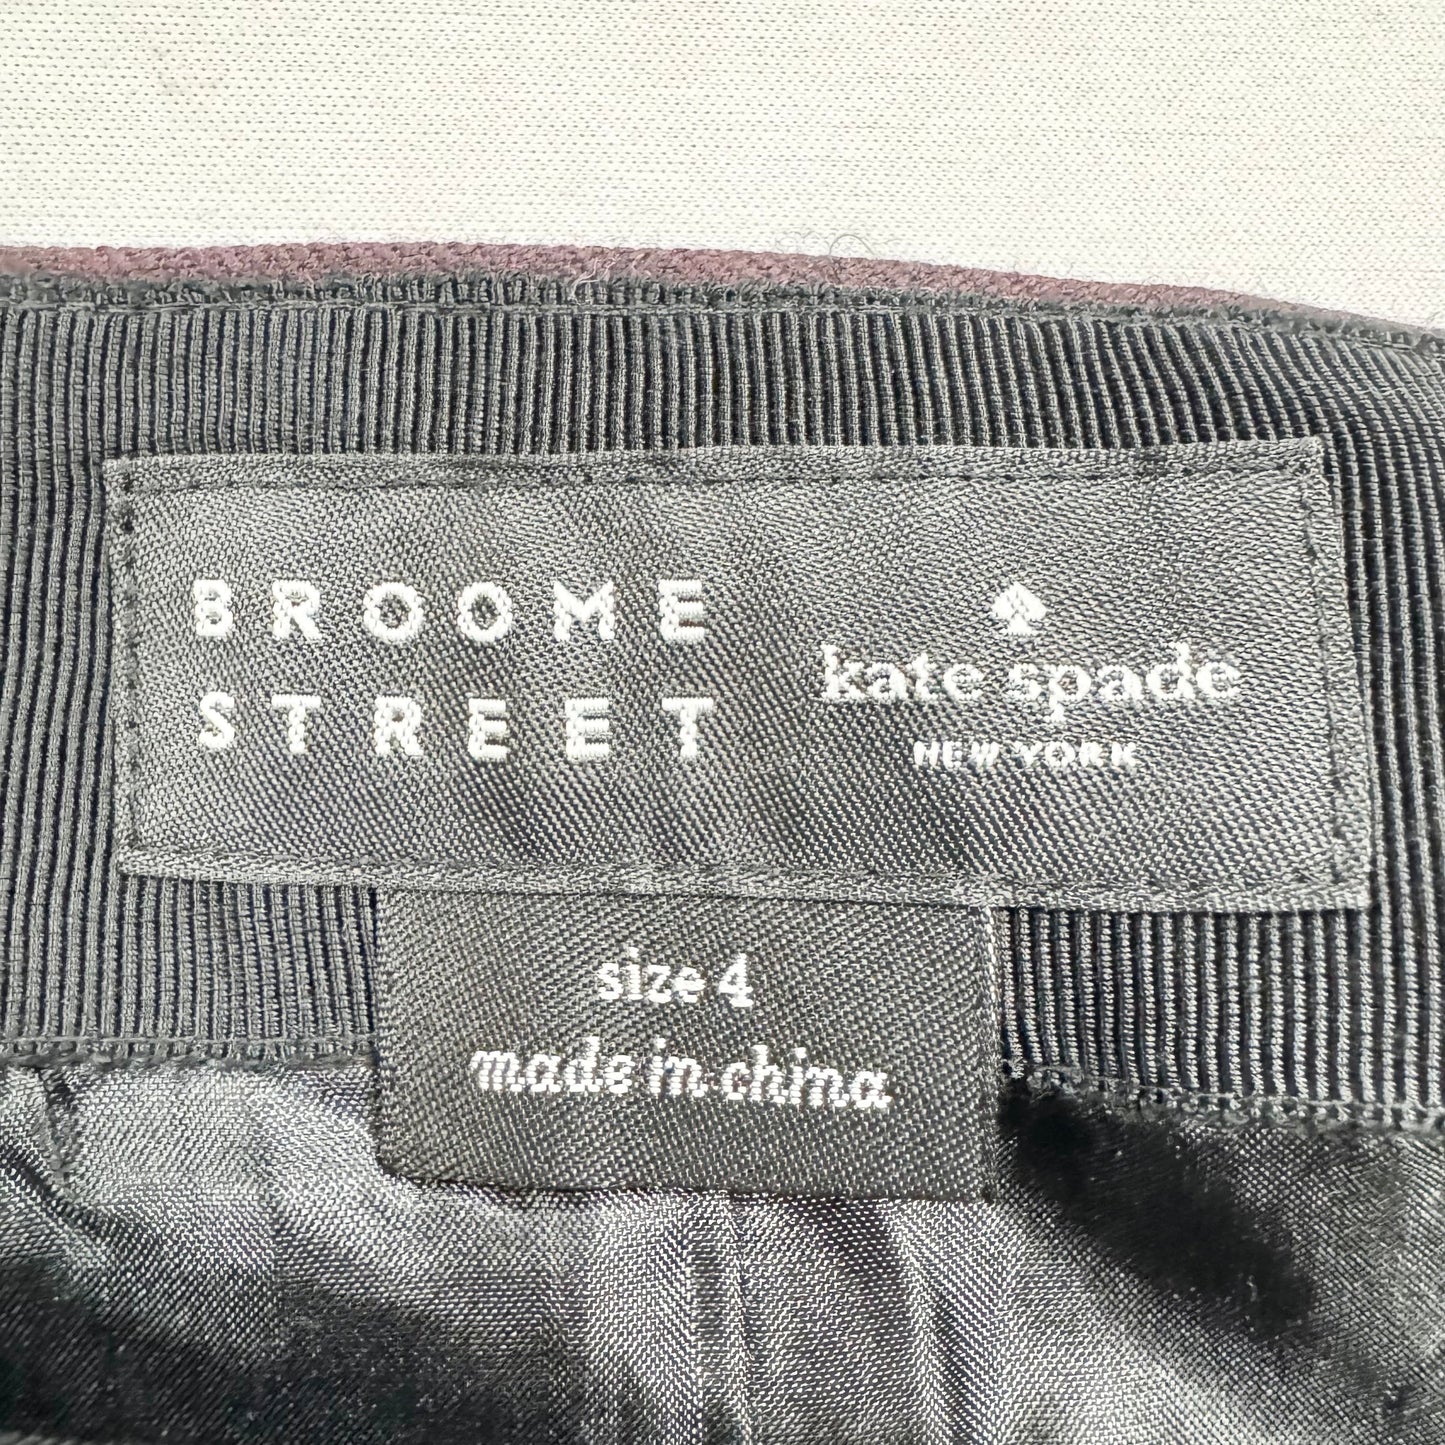 BROOME
STREET
kate spade
NEW YORK
size 4
made in china